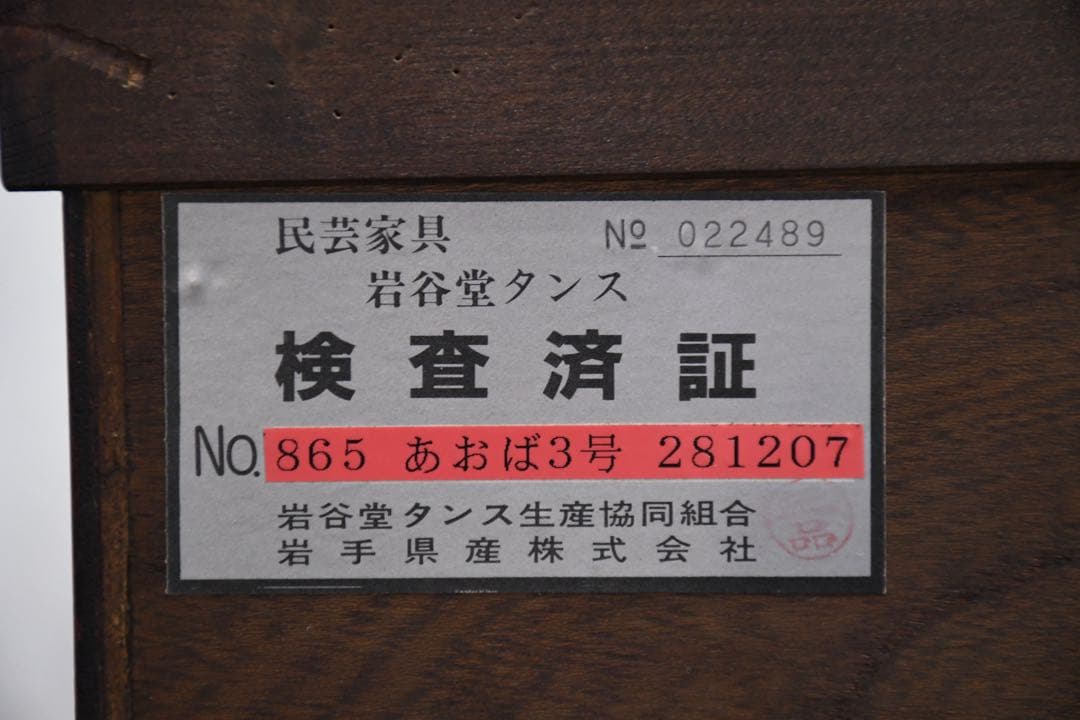 民芸家具 № 022489
岩谷堂タンス
検査済証
No. 865 あおば3号 281207
岩谷堂タンス生産協同組合
岩手県産株式会社
品